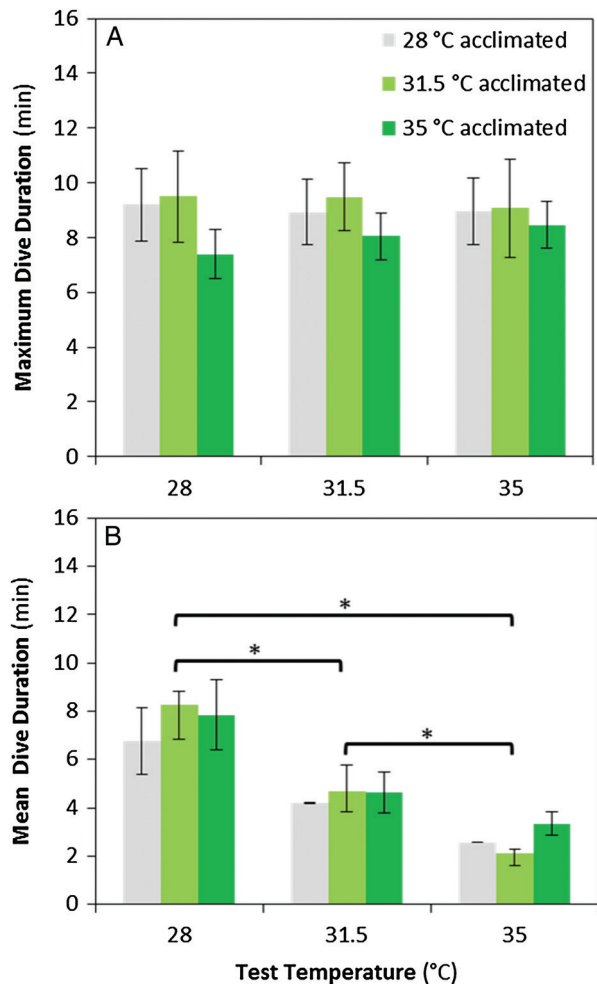 A
28 °C acclimated
31.5 °C acclimated
35 °C acclimated
Maximum Dive Duration (min)
16
14
12
10
8
6
4
2
0
28 31.5 35
B
*
*
*
Mean Dive Duration (min)
16
14
12
10
8
6
4
2
0
28 31.5 35
Test Temperature (°C)